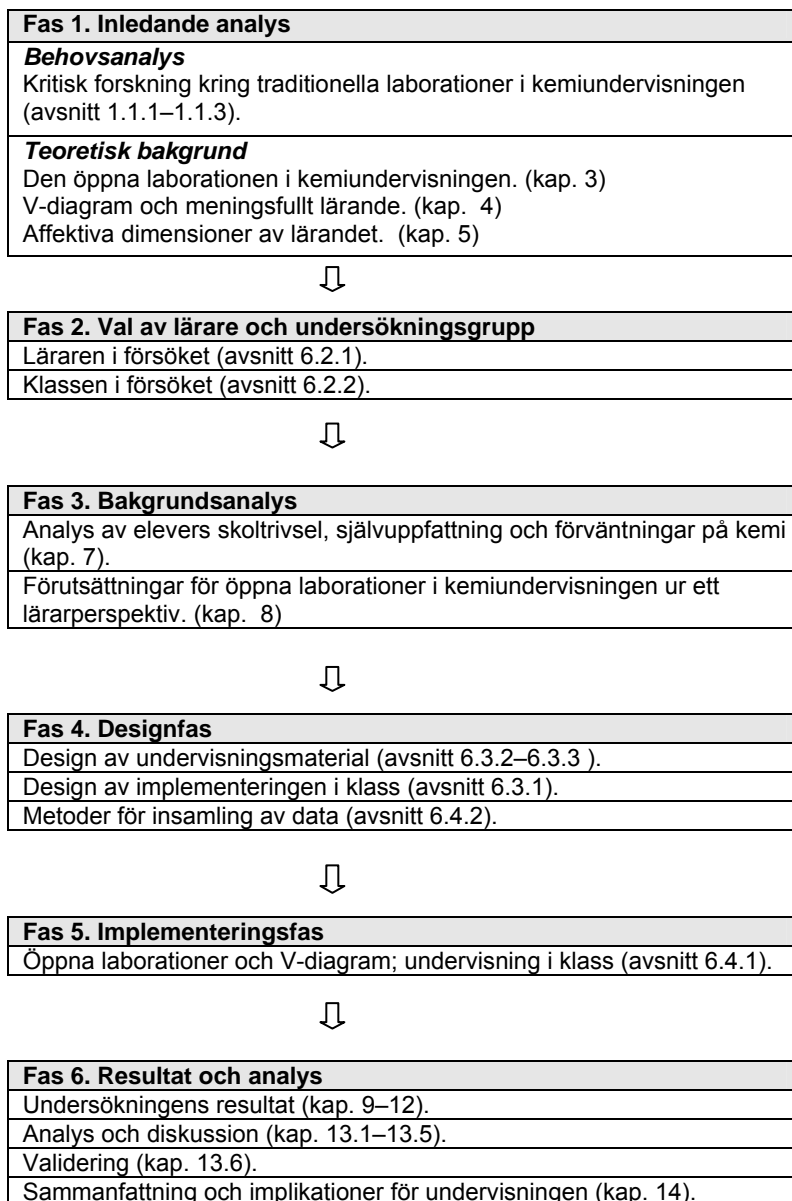 Fas 1. Inledande analys
Behovsanalys
Kritisk forskning kring traditionella laborationer i kemiundervisningen
(avsnitt 1.1.1–1.1.3).
Teoretisk bakgrund
Den öppna laborationen i kemiundervisningen. (kap. 3)
V-diagram och meningsfullt lärande. (kap. 4)
Affektiva dimensioner av lärandet. (kap. 5)
Fas 2. Val av lärare och undersökningsgrupp
Läraren i försöket (avsnitt 6.2.1).
Klassen i försöket (avsnitt 6.2.2).
Fas 3. Bakgrundsanalys
Analys av elevers skoltrivsel, självuppfattning och förväntningar på kemi
(kap. 7).
Förutsättningar för öppna laborationer i kemiundervisningen ur ett
lärarperspektiv. (kap. 8)
Fas 4. Designfas
Design av undervisningsmaterial (avsnitt 6.3.2–6.3.3 ).
Design av implementeringen i klass (avsnitt 6.3.1).
Metoder för insamling av data (avsnitt 6.4.2).
Fas 5. Implementeringsfas
Öppna laborationer och V-diagram; undervisning i klass (avsnitt 6.4.1).
Fas 6. Resultat och analys
Undersökningens resultat (kap. 9–12).
Analys och diskussion (kap. 13.1–13.5).
Validering (kap. 13.6).
Sammanfattning och implikationer för undervisningen (kap. 14).